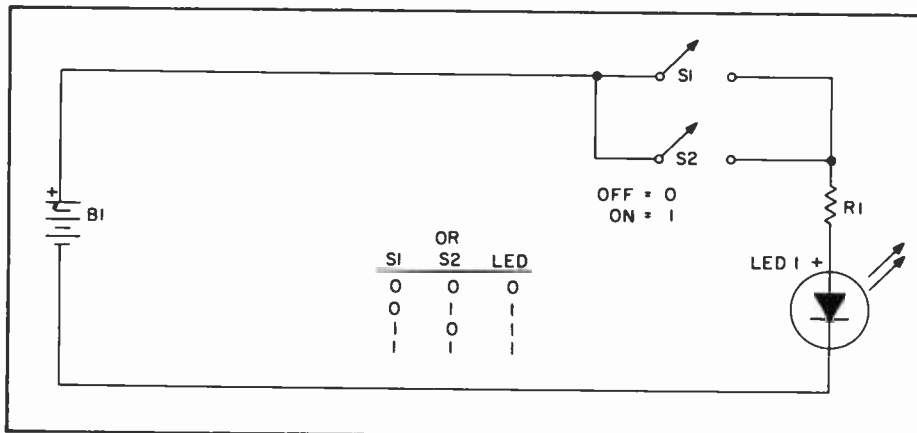 S1
S2
OFF = 0
ON = 1
+
B1
R1
LED 1 +
OR
S1 S2 LED
0 0 0
0 1 1
1 0 1
1 1 1